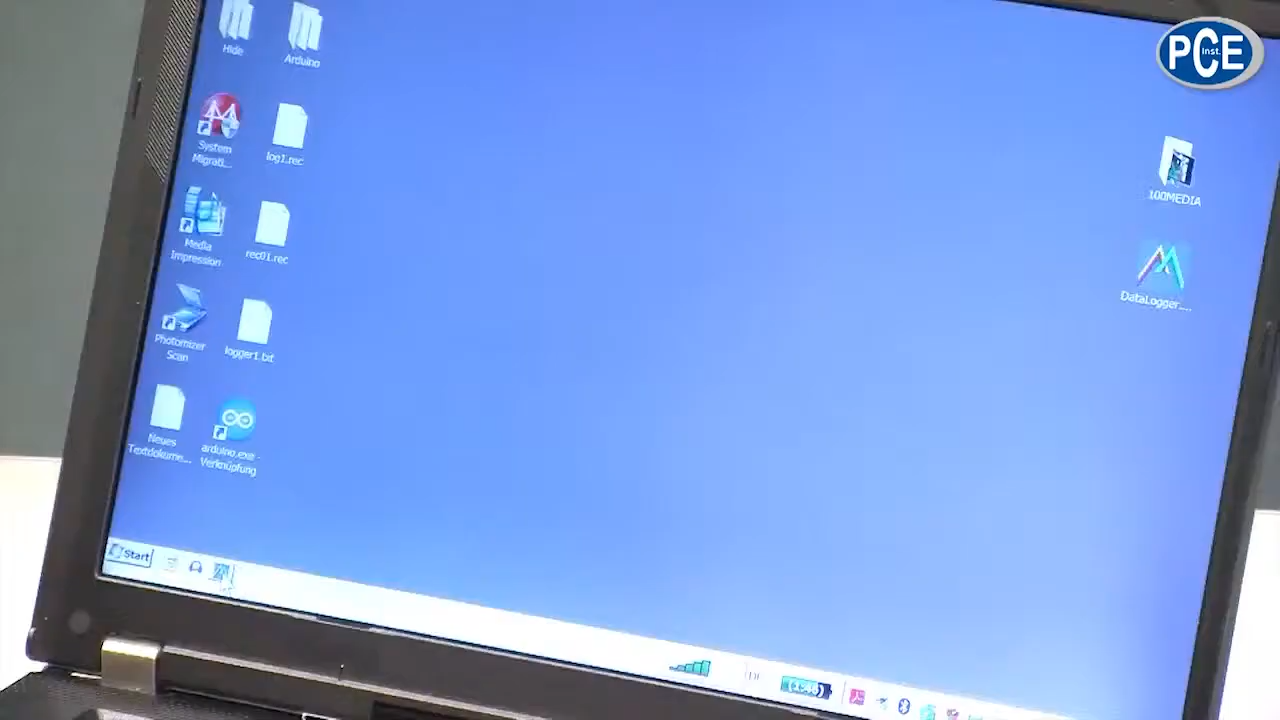 PCE
Inst.
Hide
Arduino
System
Migrati...
log1.rec
Media
Impression
rec01.rec
Photomizer
Scan
logger1.txt
Neues
Textdokume...
arduino.exe -
Verknüpfung
100MEDIA
DataLogger....
Start